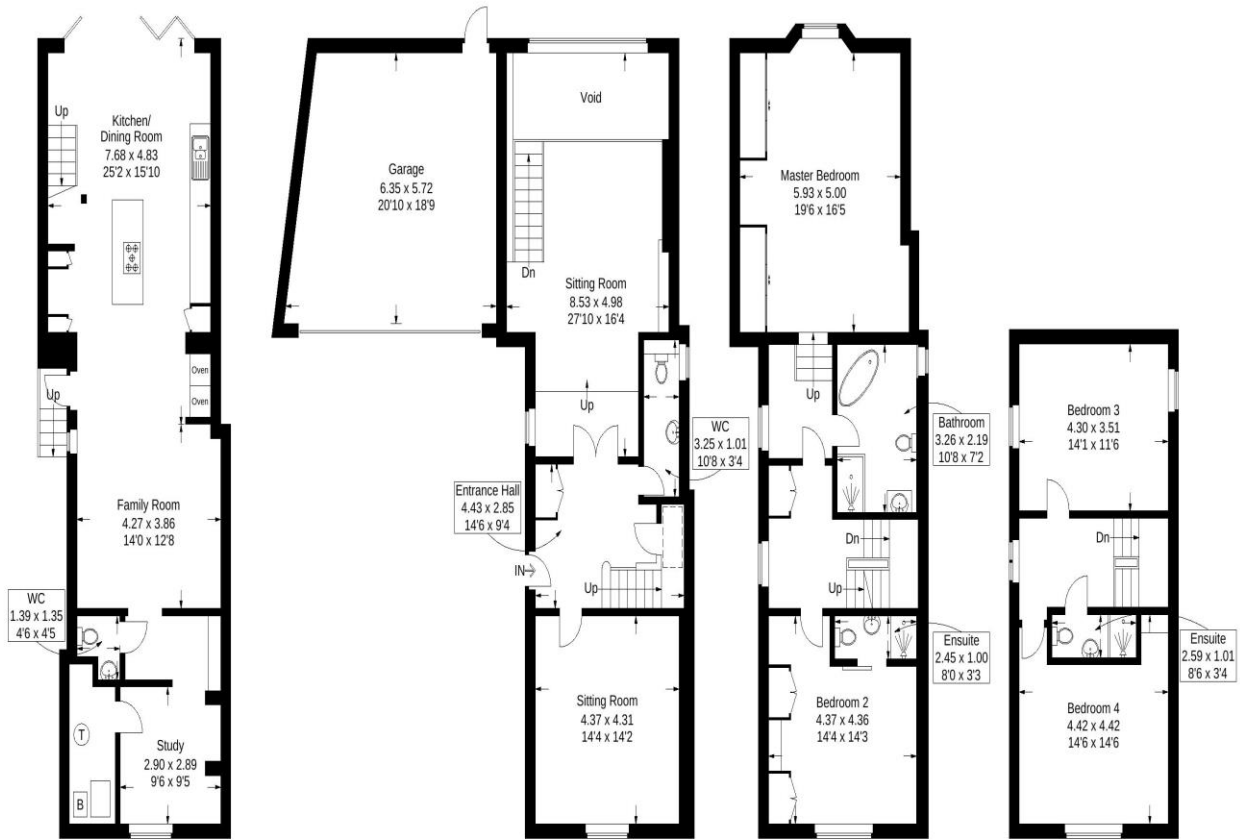 Up
Kitchen/
Dining Room
7.68 x 4.83
25'2 x 15'10
Oven
Oven
Up
Family Room
4.27 x 3.86
14'0 x 12'8
WC
1.39 x 1.35
4'6 x 4'5
T
B
Study
2.90 x 2.89
9'6 x 9'5
Garage
6.35 x 5.72
20'10 x 18'9
Void
Dn
Sitting Room
8.53 x 4.98
27'10 x 16'4
Up
WC
3.25 x 1.01
10'8 x 3'4
Entrance Hall
4.43 x 2.85
14'6 x 9'4
IN
Up
Sitting Room
4.37 x 4.31
14'4 x 14'2
Master Bedroom
5.93 x 5.00
19'6 x 16'5
Up
Bathroom
3.26 x 2.19
10'8 x 7'2
Dn
Up
Ensuite
2.45 x 1.00
8'0 x 3'3
Bedroom 2
4.37 x 4.36
14'4 x 14'3
Bedroom 3
4.30 x 3.51
14'1 x 11'6
Dn
Ensuite
2.59 x 1.01
8'6 x 3'4
Bedroom 4
4.42 x 4.42
14'6 x 14'6